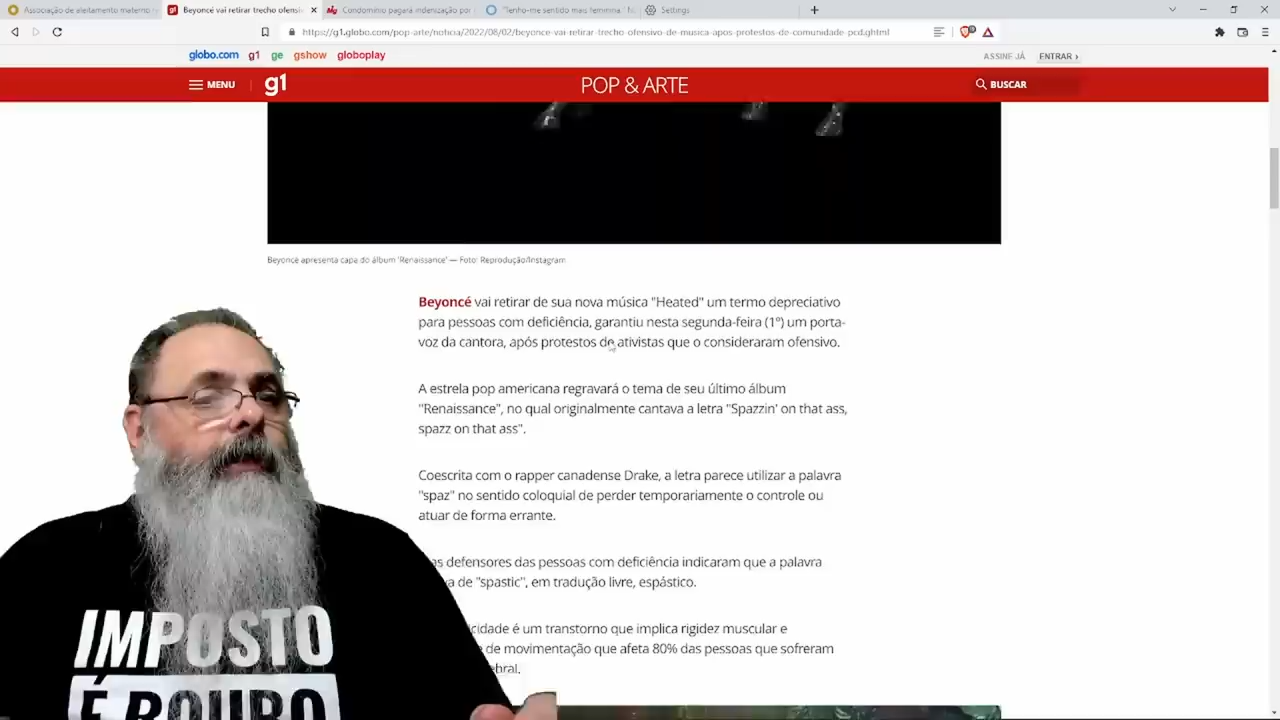 Associação de aleitamento materno
Beyoncé vai retirar trecho ofensiv
Condomínio pagará indenização por
"Tenho-me sentido mais feminina."
Settings
https://g1.globo.com/pop-arte/noticia/2022/08/02/beyonce-vai-retirar-trecho-ofensivo-de-musica-apos-protestos-de-comunidade-pcd.ghtml
globo.com g1 ge gshow globoplay ASSINE JÁ ENTRAR ›
MENU g1 POP & ARTE BUSCAR
Beyoncé apresenta capa do álbum 'Renaissance' — Foto: Reprodução/Instagram
Beyoncé vai retirar de sua nova música "Heated" um termo depreciativo
para pessoas com deficiência, garantiu nesta segunda-feira (1º) um porta-
voz da cantora, após protestos de ativistas que o consideraram ofensivo.
A estrela pop americana regravará o tema de seu último álbum
"Renaissance", no qual originalmente cantava a letra "Spazzin' on that ass,
spazz on that ass".
Coescrita com o rapper canadense Drake, a letra parece utilizar a palavra
"spaz" no sentido coloquial de perder temporariamente o controle ou
atuar de forma errante.
defensores das pessoas com deficiência indicaram que a palavra
de "spastic", em tradução livre, espástico.
é um transtorno que implica rigidez muscular e
de movimentação que afeta 80% das pessoas que sofreram
IMPOSTO
É ROUBO